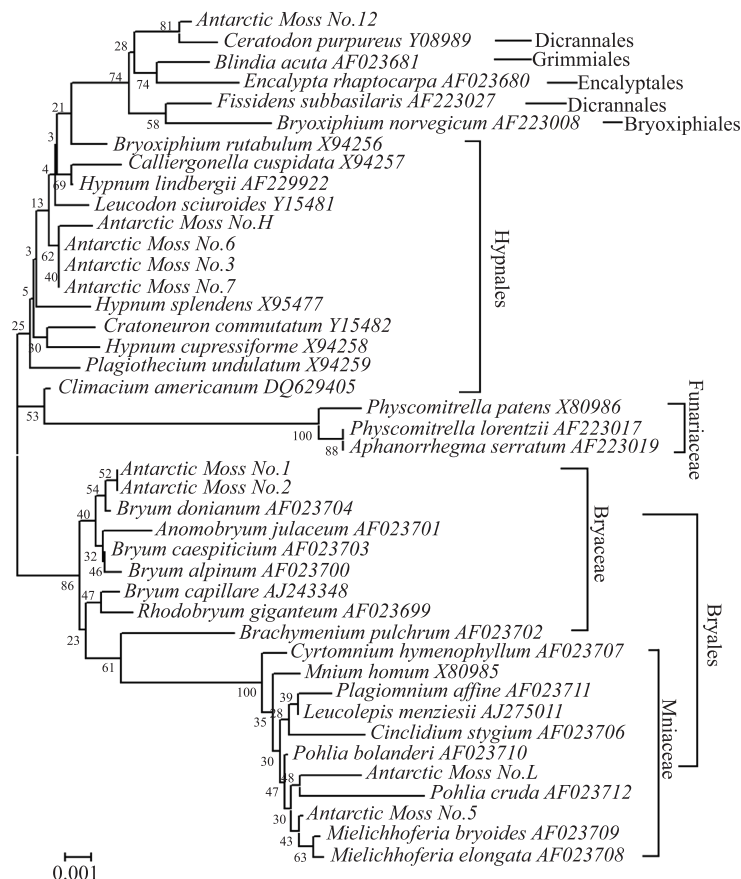 Antarctic Moss No.12
81
Ceratodon purpureus Y08989 Dicrannales
28
Blindia acuta AF023681 Grimmiales
74 74
Encalypta rhaptocarpa AF023680 Encalyptales
Fissidens subbasilaris AF223027 Dicrannales
21
58
Bryoxiphium norvegicum AF223008 Bryoxiphiales
3
Bryoxiphium rutabulum X94256
Calliergonella cuspidata X94257
4
69
Hypnum lindbergii AF229922
13
Leucodon sciuroides Y15481
Antarctic Moss No.H
Antarctic Moss No.6
3 62
Antarctic Moss No.3
40
Antarctic Moss No.7
5
Hypnum splendens X95477
25
Cratoneuron commutatum Y15482
30
Hypnum cupressiforme X94258
Plagiothecium undulatum X94259
Hypnales
Climacium americanum DQ629405
53
Physcomitrella patens X80986
100
Physcomitrella lorentzii AF223017
88
Aphanorrhegma serratum AF223019
Funariaceae
Antarctic Moss No.1
52
Antarctic Moss No.2
54
Bryum donianum AF023704
40
Anomobryum julaceum AF023701
32
Bryum caespiticium AF023703
46
Bryum alpinum AF023700
86
Bryum capillare AJ243348
47
Rhodobryum giganteum AF023699
23
Brachymenium pulchrum AF023702
Bryaceae
61
Cyrtomnium hymenophyllum AF023707
100
Mnium homum X80985
Plagiomnium affine AF023711
39
Leucolepis menziesii AJ275011
35 28
Cinclidium stygium AF023706
Pohlia bolanderi AF023710
30
Antarctic Moss No.L
48
Pohlia cruda AF023712
47
Antarctic Moss No.5
30
Mielichhoferia bryoides AF023709
43
Mielichhoferia elongata AF023708
63
Mniaceae
Bryales
0.001